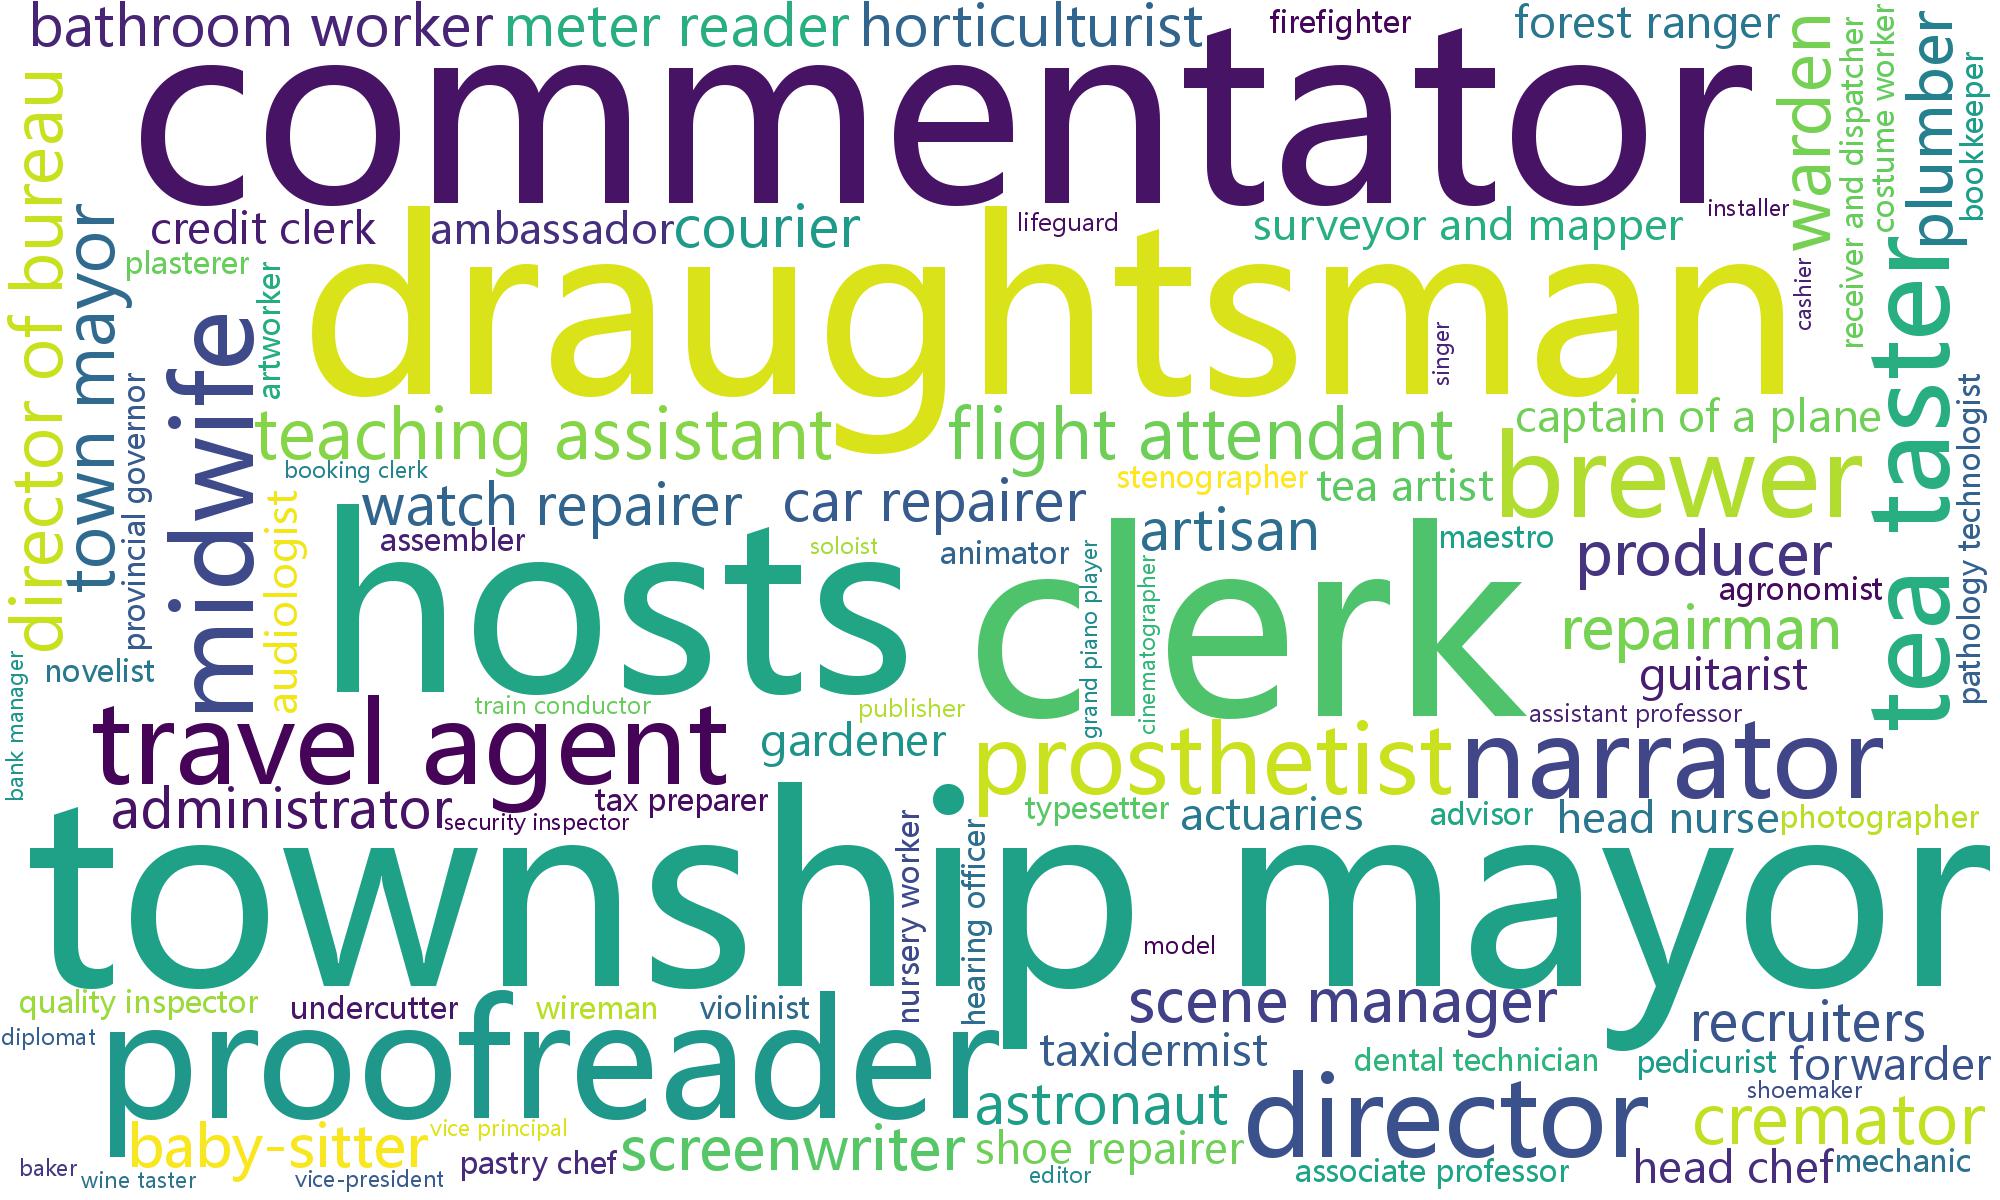 bathroom worker
meter reader
horticulturist
firefighter
forest ranger
commentator
warden
receiver and dispatcher
costume worker
plumber
bookkeeper
director of bureau
town mayor
credit clerk
ambassador
courier
lifeguard
surveyor and mapper
installer
plasterer
artworker
draughtsman
singer
cashier
tea taster
midwife
provincial governor
teaching assistant
flight attendant
captain of a plane
pathology technologist
booking clerk
audiologist
watch repairer
car repairer
stenographer
tea artist
brewer
assembler
soloist
animator
artisan
maestro
producer
hosts
clerk
grand piano player
cinematographer
agronomist
repairman
guitarist
novelist
bank manager
train conductor
publisher
assistant professor
travel agent
gardener
prosthetist
narrator
administrator
security inspector
tax preparer
typesetter
actuaries
advisor
head nurse
photographer
township mayor
nursery worker
hearing officer
model
quality inspector
undercutter
wireman
violinist
scene manager
recruiters
diplomat
proofreader
taxidermist
dental technician
pedicurist
forwarder
shoemaker
astronaut
director
cremator
baby-sitter
vice principal
screenwriter
shoe repairer
baker
wine taster
vice-president
pastry chef
editor
associate professor
head chef
mechanic